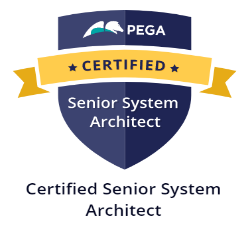 PEGA
CERTIFIED
Senior System
Architect
Certified Senior System
Architect